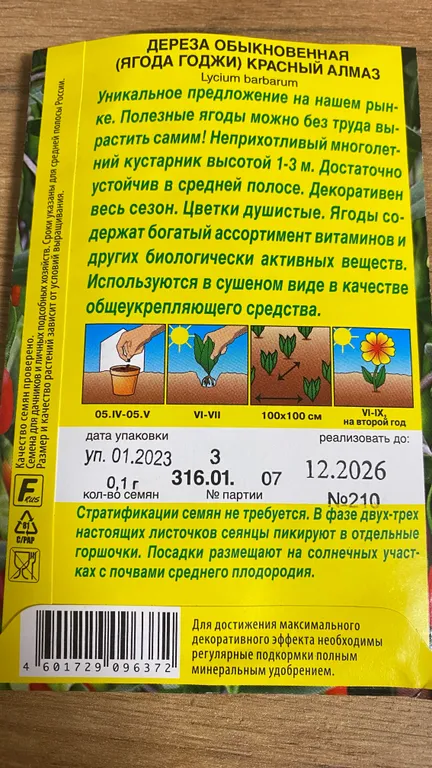 ДЕРЕЗА ОБЫКНОВЕННАЯ
(ЯГОДА ГОДЖИ) КРАСНЫЙ АЛМАЗ
Lycium barbarum
Уникальное предложение на нашем рын-
ке. Полезные ягоды можно без труда вы-
растить самим! Неприхотливый многолет-
ний кустарник высотой 1-3 м. Достаточно
устойчив в средней полосе. Декоративен
весь сезон. Цветки душистые. Ягоды со-
держат богатый ассортимент витаминов и
других биологически активных веществ.
Используются в сушеном виде в качестве
общеукрепляющего средства.
05.IV-05.V
VI-VII
100x100 см
VI-IX,
на второй год
дата упаковки
реализовать до:
уп. 01.2023
3
12.2026
0,1 г
316.01.
07
кол-во семян
№ партии
№210
Стратификации семян не требуется. В фазе двух-трех
настоящих листочков сеянцы пикируют в отдельные
горшочки. Посадки размещают на солнечных участ-
ках с почвами среднего плодородия.
Для достижения максимального
декоративного эффекта необходимы
регулярные подкормки полным
минеральным удобрением.
4 601729 096372
Качество семян проверено.
Семена для дачников и личных подсобных хозяйств. Сроки указаны для средней полосы России.
Размер и качество растений зависит от условий выращивания.
F RUS
81
C/PAP